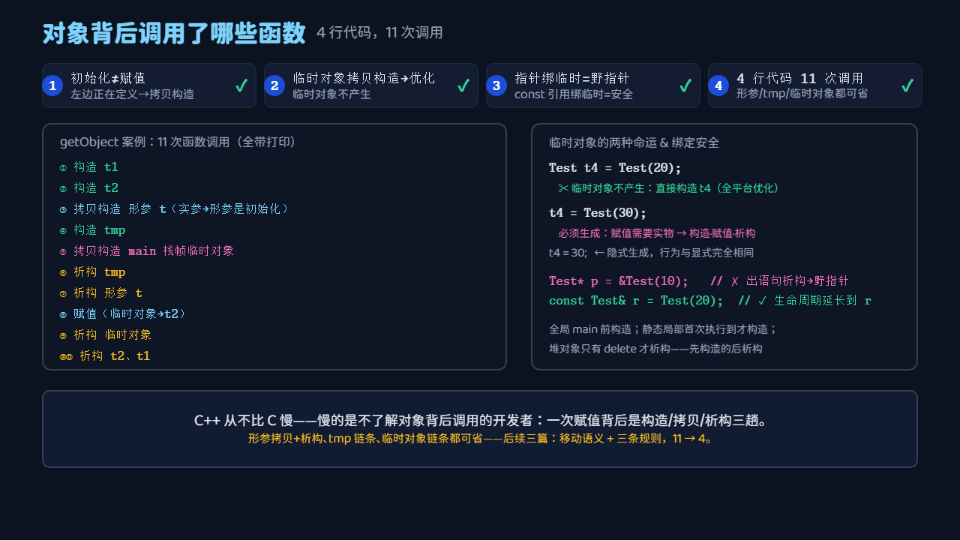 对象背后调用了哪些函数 4 行代码，11 次调用
1 初始化≠赋值 ✓
左边正在定义→拷贝构造
2 临时对象拷贝构造→优化 ✓
临时对象不产生
3 指针绑临时=野指针 ✓
const 引用绑临时=安全
4 4 行代码 11 次调用 ✓
形参/tmp/临时对象都可省
getObject 案例：11 次函数调用（全带打印）
① 构造 t1
② 构造 t2
③ 拷贝构造 形参 t（实参→形参是初始化）
④ 构造 tmp
⑤ 拷贝构造 main 栈帧临时对象
⑥ 析构 tmp
⑦ 析构 形参 t
⑧ 赋值（临时对象→t2）
⑨ 析构 临时对象
⑩⑪ 析构 t2、t1
临时对象的两种命运 & 绑定安全
Test t4 = Test(20);
✂ 临时对象不产生：直接构造 t4（全平台优化）
t4 = Test(30);
必须生成：赋值需要实物 → 构造·赋值·析构
t4 = 30; ← 隐式生成，行为与显式完全相同
Test* p = &Test(10); // ✗ 出语句析构→野指针
const Test& r = Test(20); // ✓ 生命周期延长到 r
全局 main 前构造；静态局部首次执行到才构造；
堆对象只有 delete 才析构——先构造的后析构
C++ 从不比 C 慢——慢的是不了解对象背后调用的开发者：一次赋值背后是构造/拷贝/析构三趟。
形参拷贝+析构、tmp 链条、临时对象链条都可省——后续三篇：移动语义 + 三条规则，11 → 4。